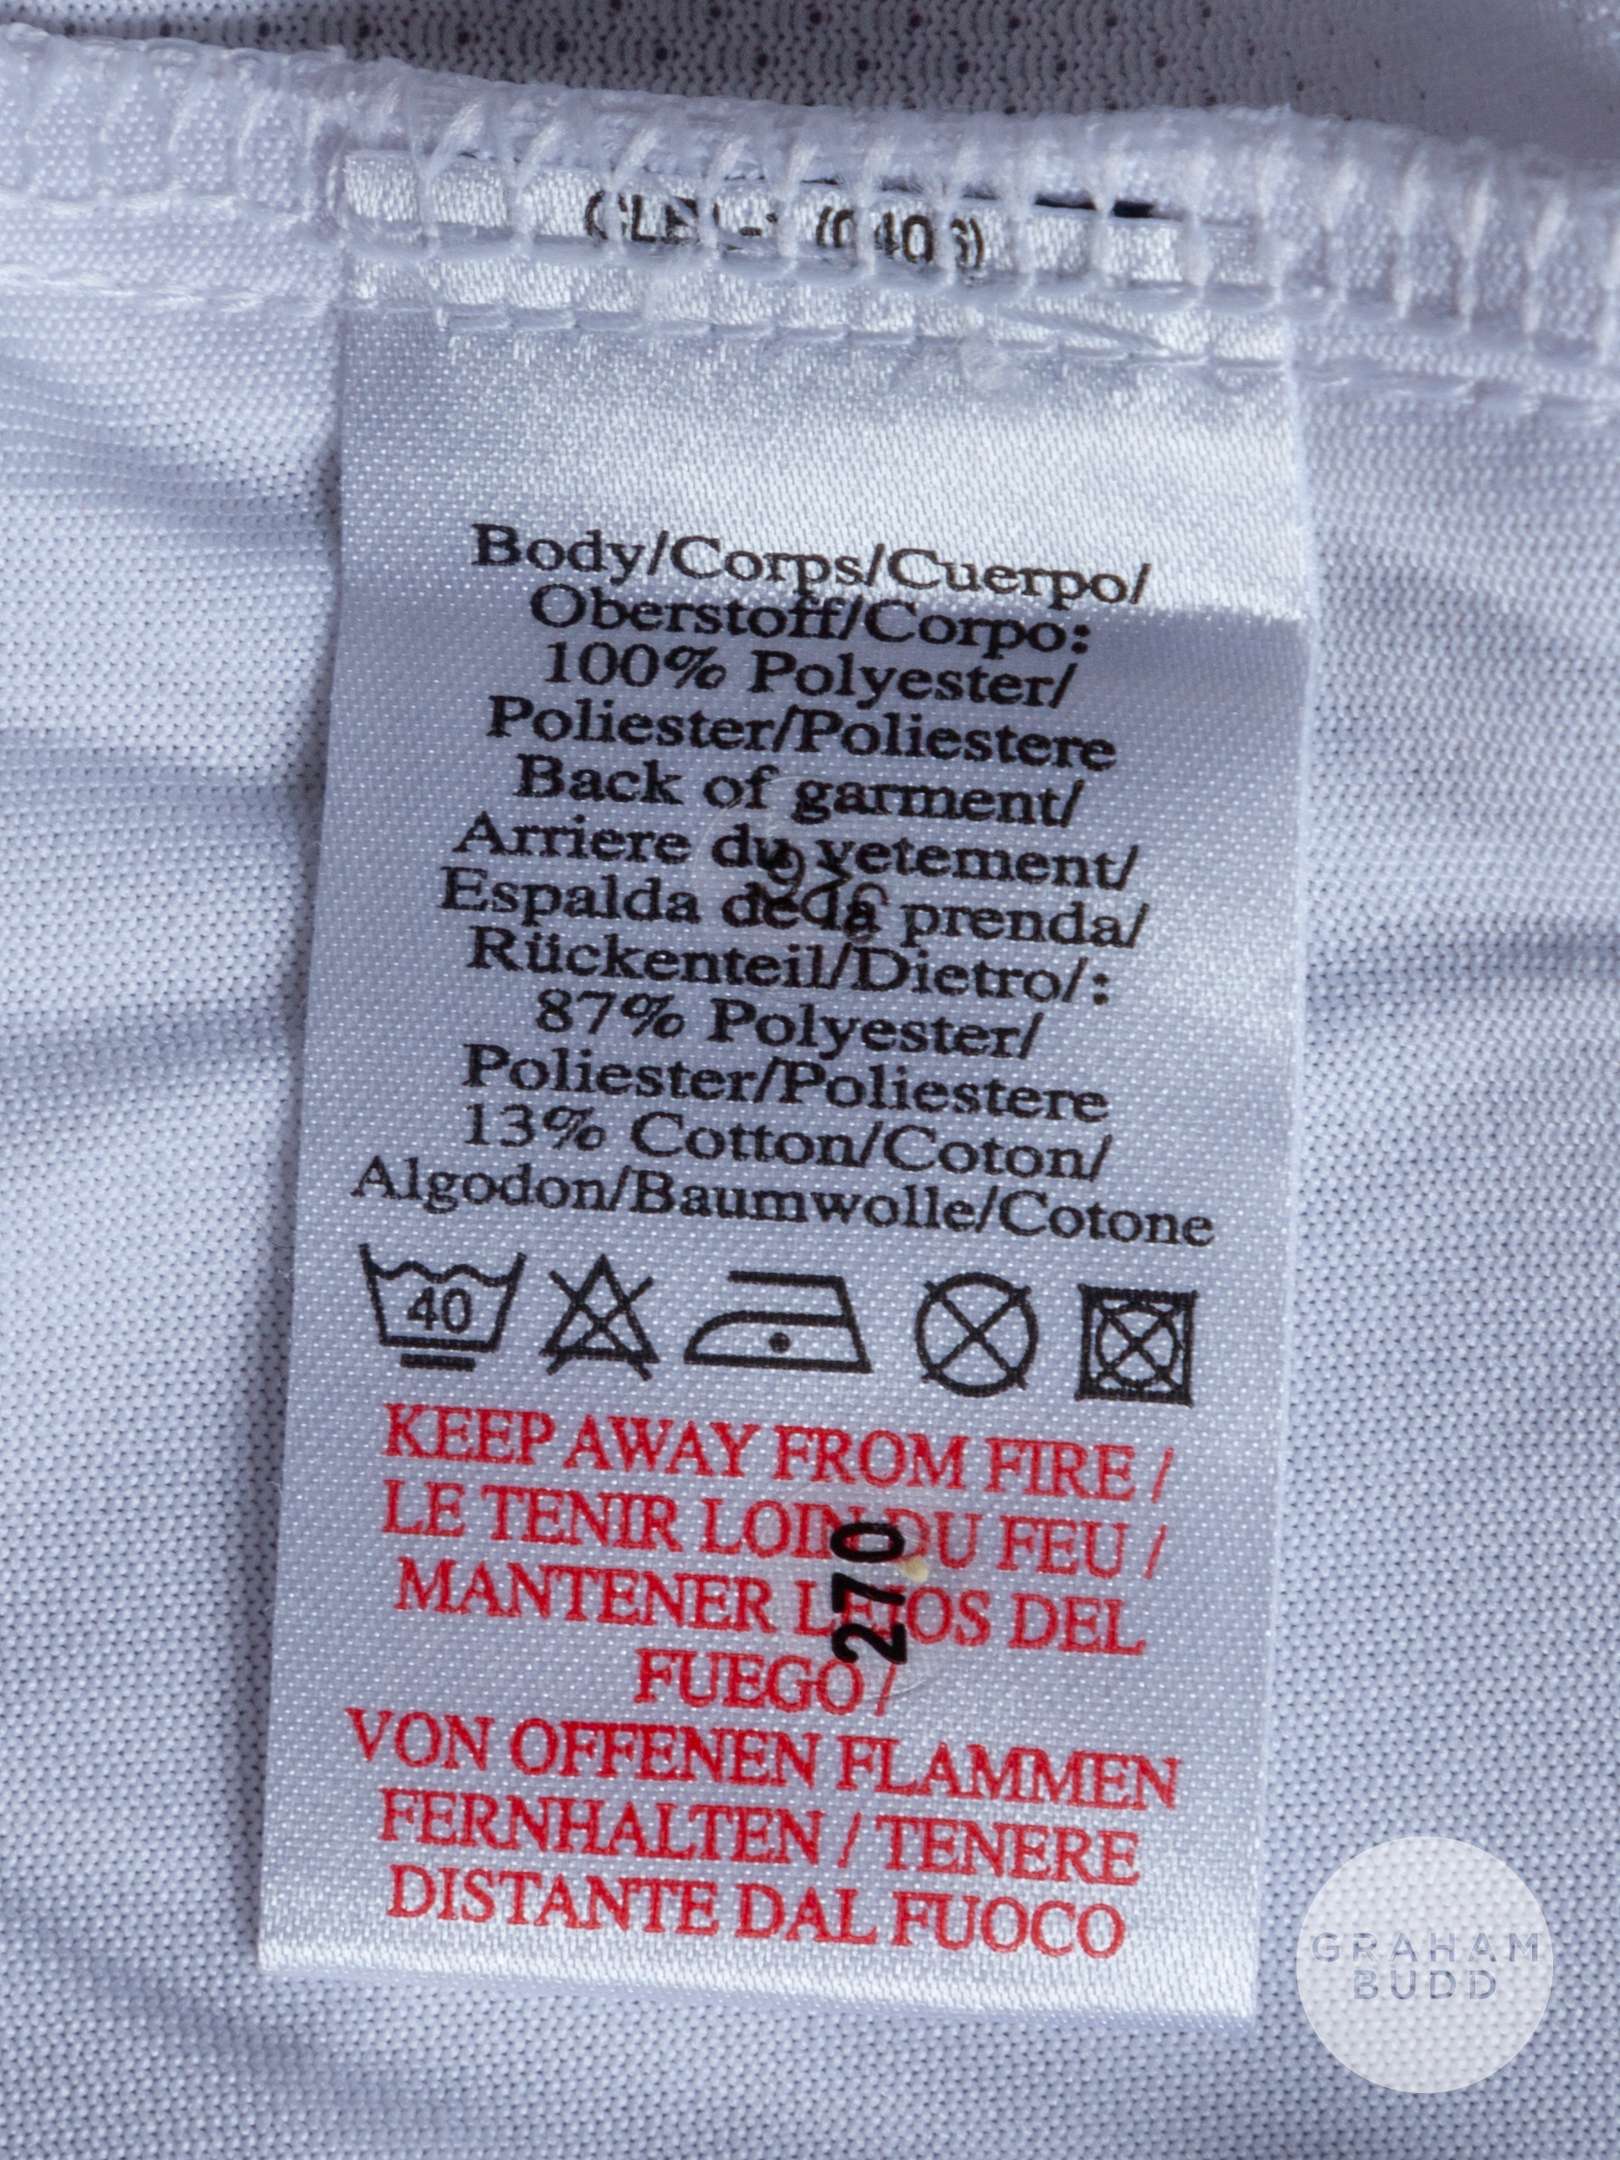 Body/Corps/Cuerpo/
Oberstoff/Corpo:
100% Polyester/
Poliester/Poliestere
Back of garment/
Arriere du vetement/
Espalda de la prenda/
Rückenteil/Dietro/:
87% Polyester/
Poliester/Poliestere
13% Cotton/Coton/
Algodon/Baumwolle/Cotone
40
KEEP AWAY FROM FIRE /
LE TENIR LOIN DU FEU /
MANTENER LEJOS DEL
FUEGO /
270
VON OFFENEN FLAMMEN
FERNHALTEN / TENERE
DISTANTE DAL FUOCO
GRAHAM
BUDD